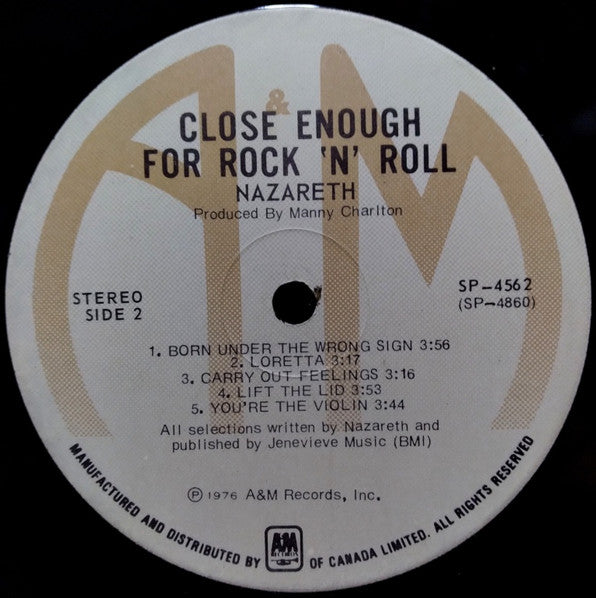 &
CLOSE ENOUGH
FOR ROCK 'N' ROLL
NAZARETH
Produced By Manny Charlton
STEREO
SIDE 2
SP-4562
(SP-4860)
1. BORN UNDER THE WRONG SIGN 3:56
2. LORETTA 3:17
3. CARRY OUT FEELINGS 3:16
4. LIFT THE LID 3:53
5. YOU'RE THE VIOLIN 3:44
All selections written by Nazareth and
published by Jenevieve Music (BMI)
Ⓟ 1976 A&M Records, Inc.
MANUFACTURED AND DISTRIBUTED BY A&M RECORDS OF CANADA LIMITED. ALL RIGHTS RESERVED